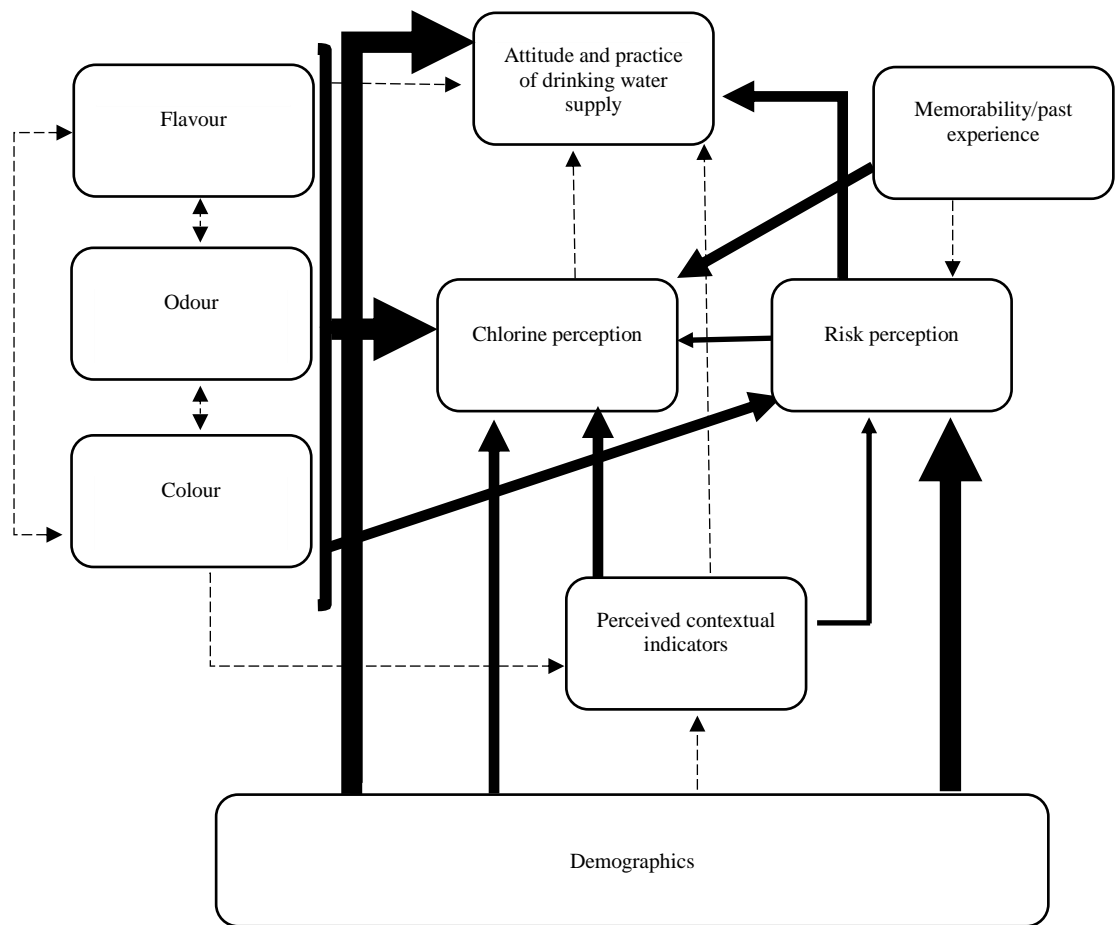 Attitude and practice
of drinking water
supply
Flavour
Memorability/past
experience
Odour
Chlorine perception
Risk perception
Colour
Perceived contextual
indicators
Demographics